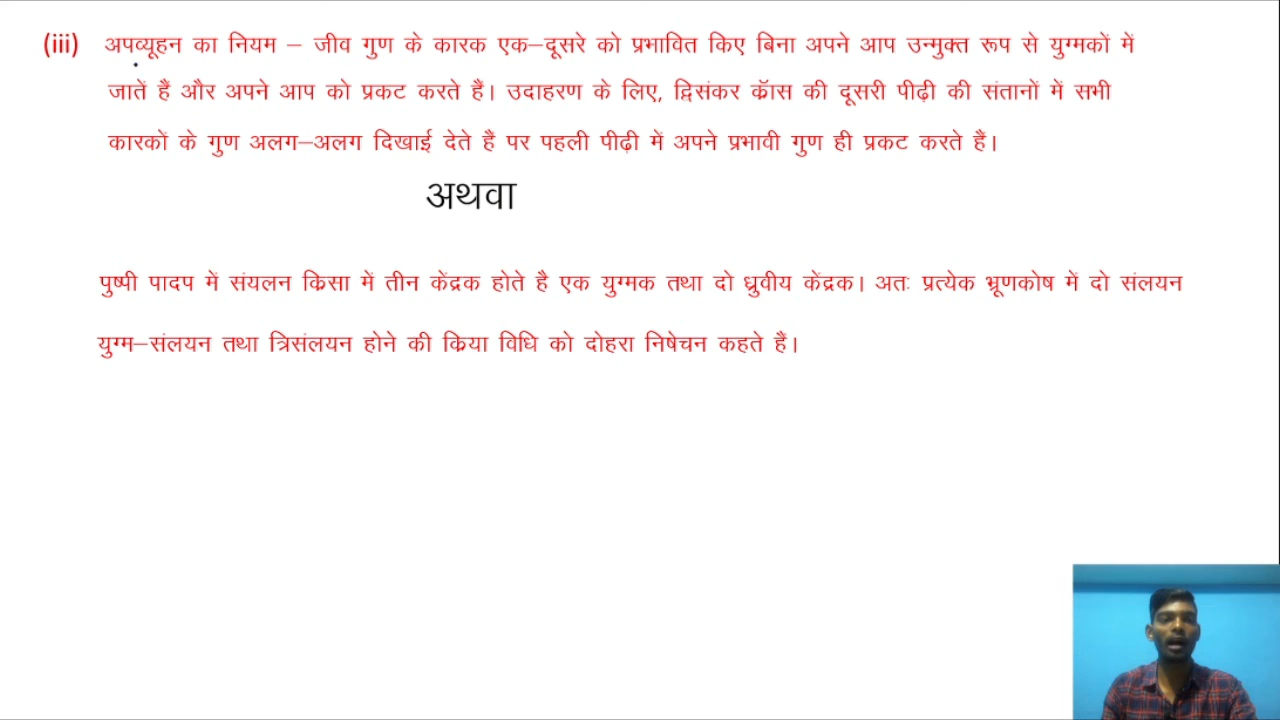 (iii) अपव्यूहन का नियम – जीव गुण के कारक एक–दूसरे को प्रभावित किए बिना अपने आप उन्मुक्त रूप से युग्मकों में
जाते हैं और अपने आप को प्रकट करते हैं। उदाहरण के लिए, द्विसंकर क्रॅास की दूसरी पीढ़ी की संतानों में सभी
कारकों के गुण अलग–अलग दिखाई देते हैं पर पहली पीढ़ी में अपने प्रभावी गुण ही प्रकट करते हैं।
अथवा
पुष्पी पादप में संयलन क्रिसा में तीन केंद्रक होते है एक युग्मक तथा दो ध्रुवीय केंद्रक। अतः प्रत्येक भ्रूणकोष में दो संलयन
युग्म–संलयन तथा त्रिसंलयन होने की क्रिया विधि को दोहरा निषेचन कहते हैं।